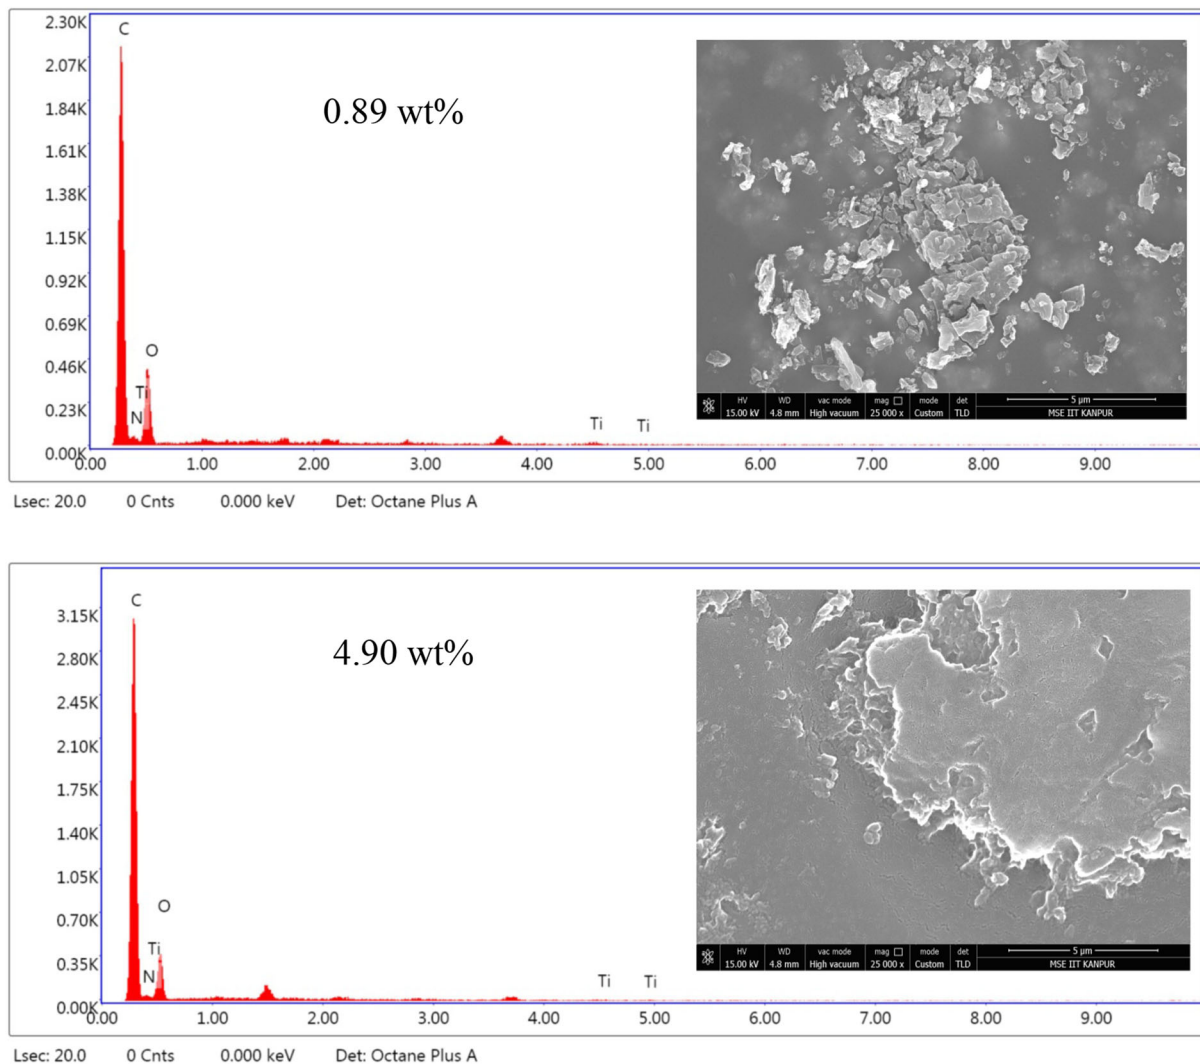 2.30K
C
2.07K
0.89 wt%
1.84K
1.61K
1.38K
1.15K
0.92K
0.69K
0.46K
O
Ti
0.23K
N
Ti
Ti
0.00K
0.00 1.00 2.00 3.00 4.00 5.00 6.00 7.00 8.00 9.00
HV WD vac mode mag mode det 5 µm
15.00 kV 4.8 mm High vacuum 25 000 x Custom TLD MSE IIT KANPUR
Lsec: 20.0 0 Cnts 0.000 keV Det: Octane Plus A
C
3.15K
4.90 wt%
2.80K
2.45K
2.10K
1.75K
1.40K
1.05K
O
0.70K
Ti
0.35K
N
Ti
Ti
0.00K
0.00 1.00 2.00 3.00 4.00 5.00 6.00 7.00 8.00 9.00
HV WD vac mode mag mode det 5 µm
15.00 kV 4.8 mm High vacuum 25 000 x Custom TLD MSE IIT KANPUR
Lsec: 20.0 0 Cnts 0.000 keV Det: Octane Plus A